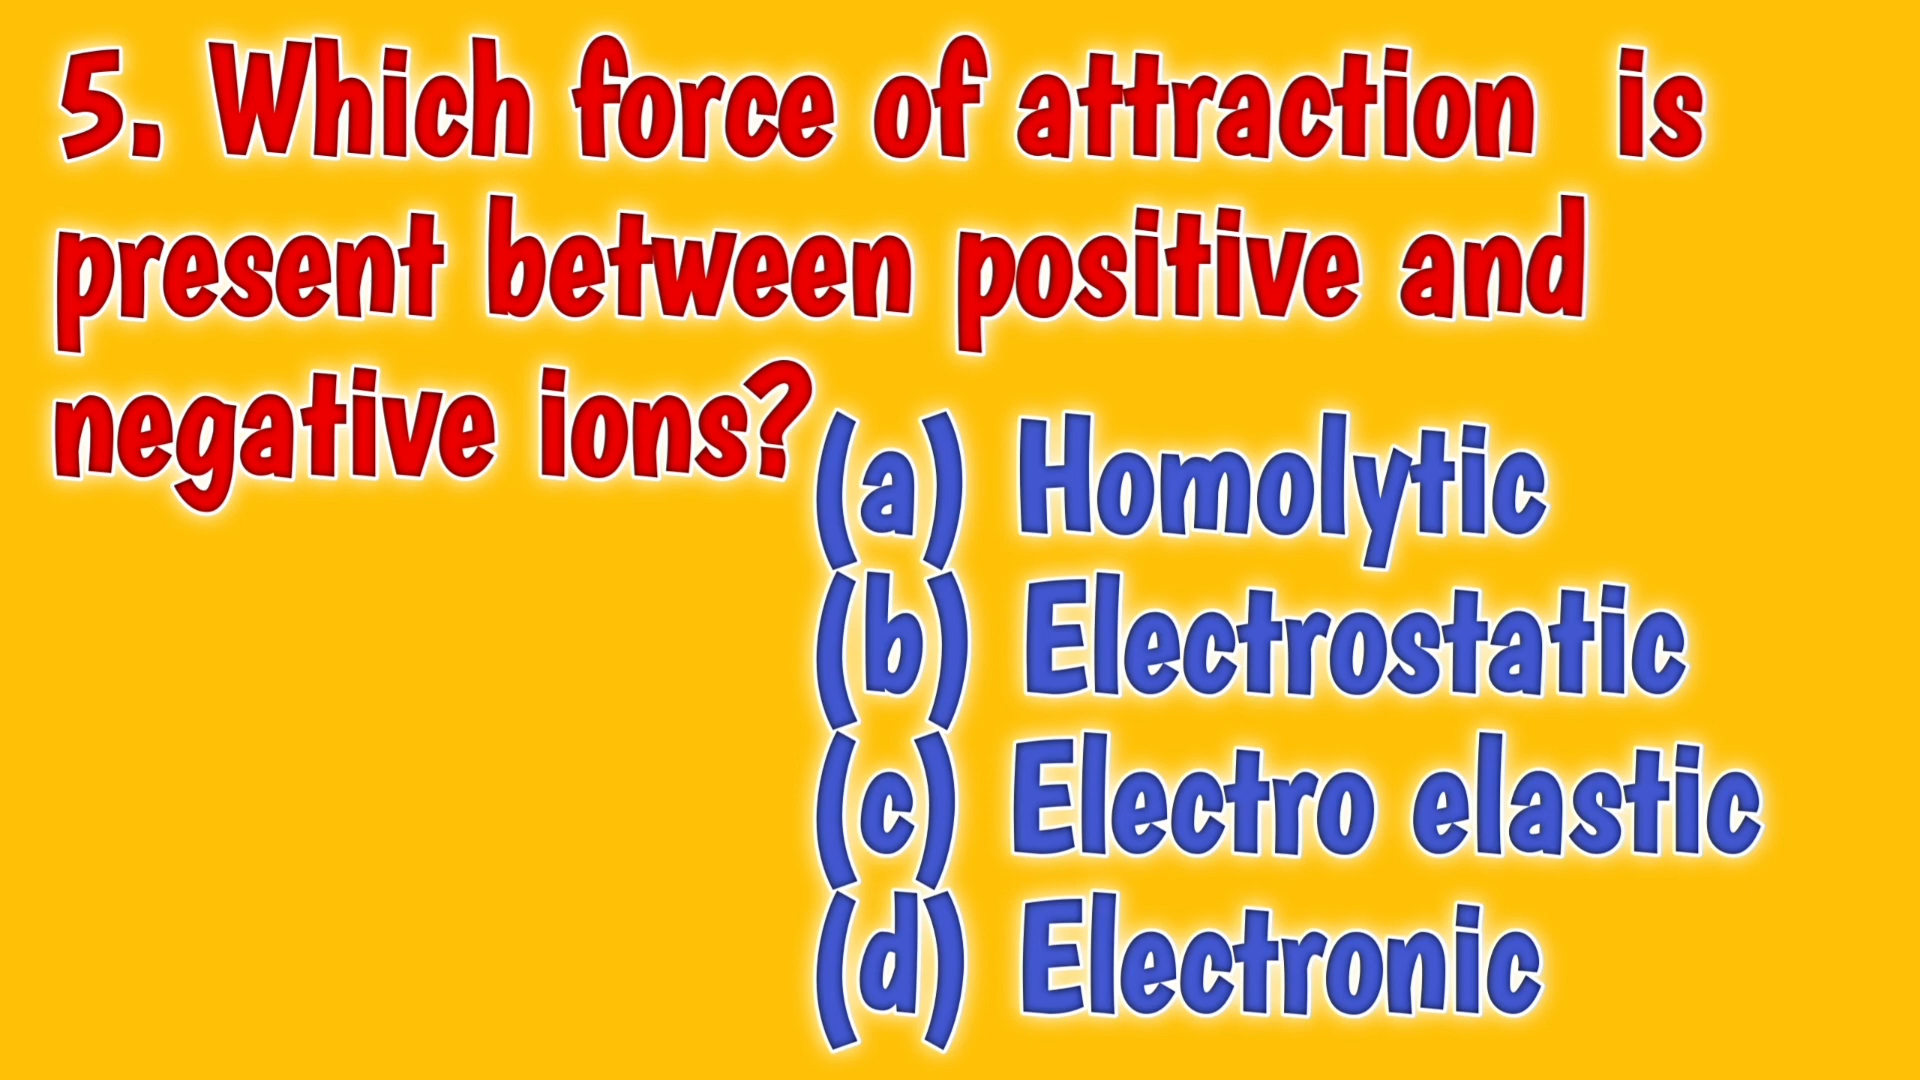 5. Which force of attraction is
present between positive and
negative ions?
(a) Homolytic
(b) Electrostatic
(c) Electro elastic
(d) Electronic